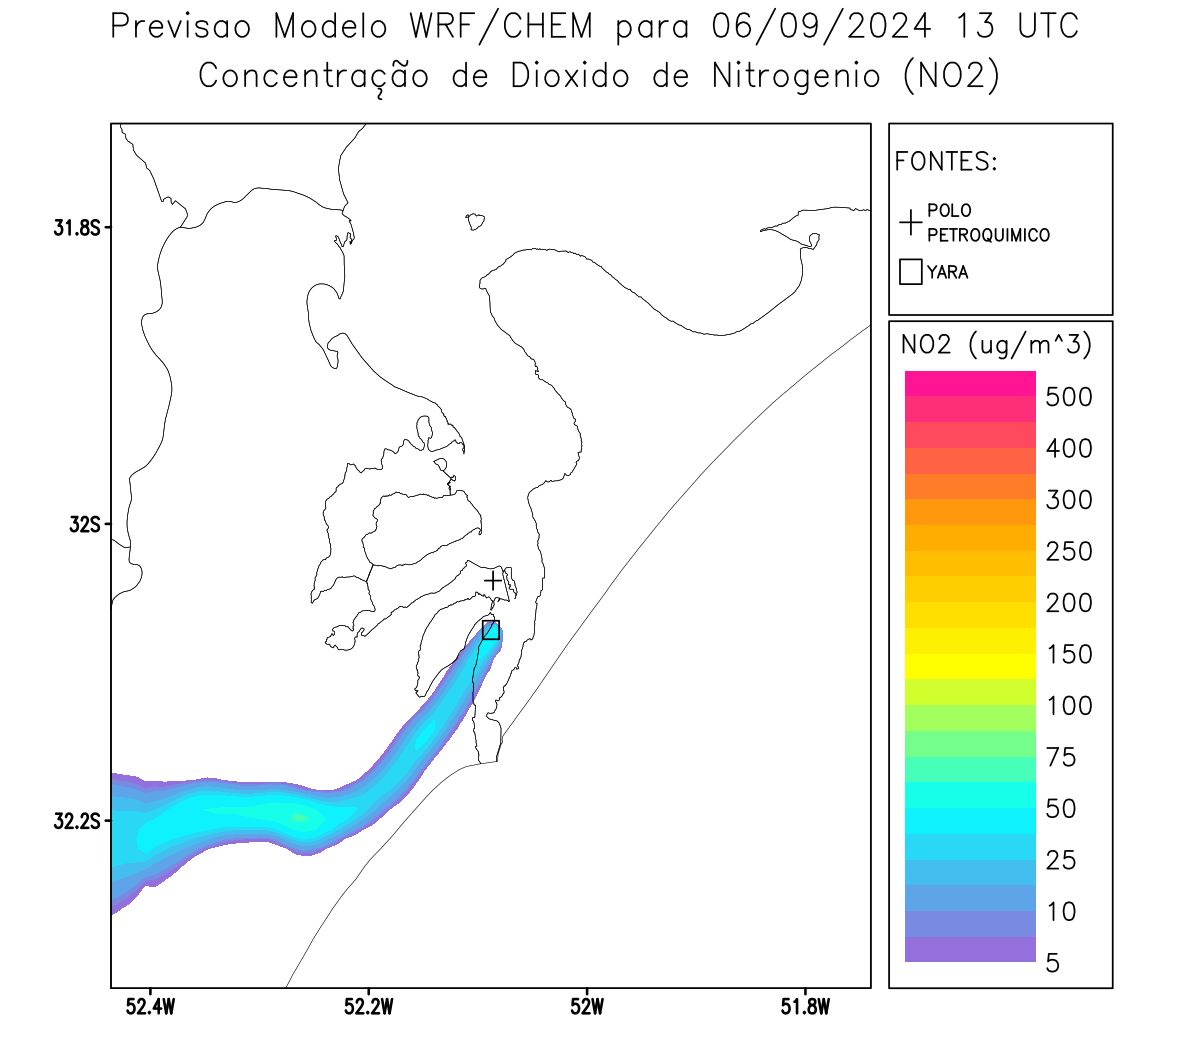 Previsao Modelo WRF/CHEM para 06/09/2024 13 UTC
Concentração de Dioxido de Nitrogenio (NO2)
FONTES:
POLO
PETROQUIMICO
YARA
NO2 (ug/m^3)
500
400
300
250
200
150
100
75
50
25
10
5
31.8S
32S
32.2S
52.4W
52.2W
52W
51.8W